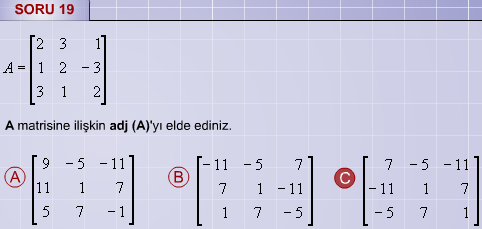 SORU 19
2 3 1
A = 1 2 - 3
3 1 2
A matrisine ilişkin adj (A)'yı elde ediniz.
A 9 - 5 - 11 B - 11 - 5 7 C 7 - 5 - 11
11 1 7 7 1 - 11 - 11 1 7
5 7 - 1 1 7 - 5 - 5 7 1